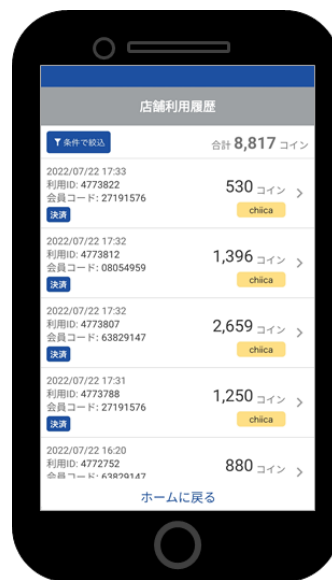 店舗利用履歴
条件で絞込
合計 8,817 コイン
2022/07/22 17:33
利用ID: 4773822
530 コイン
会員コード: 27191576
決済
chiica
2022/07/22 17:32
利用ID: 4773812
1,396 コイン
会員コード: 08054959
決済
chiica
2022/07/22 17:32
利用ID: 4773807
2,659 コイン
会員コード: 63829147
決済
chiica
2022/07/22 17:31
利用ID: 4773788
1,250 コイン
会員コード: 27191576
決済
chiica
2022/07/22 16:20
利用ID: 4772752
880 コイン
会員コード: 63829147
ホームに戻る